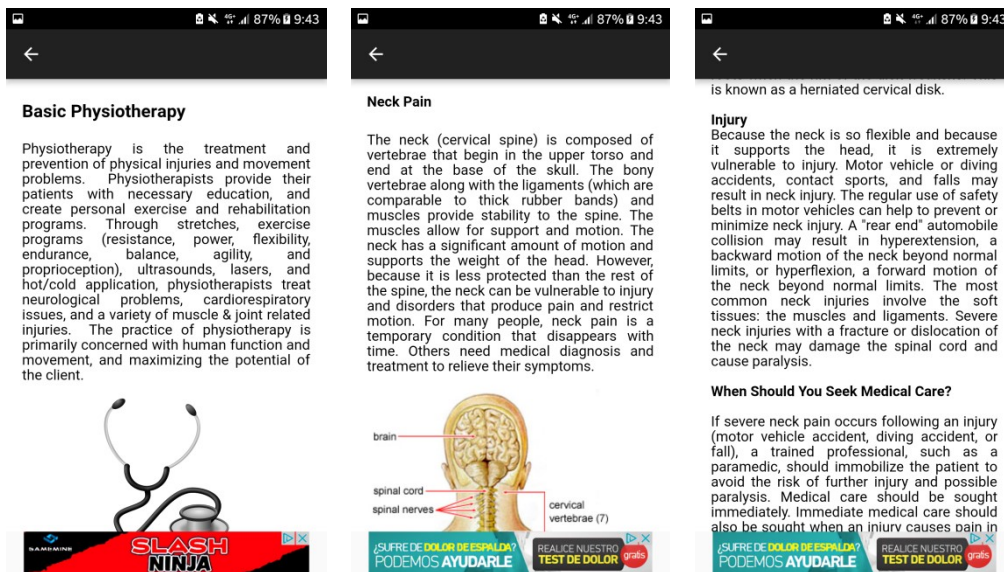 4G+ 87% 9:43
Basic Physiotherapy
Physiotherapy is the treatment and
prevention of physical injuries and movement
problems. Physiotherapists provide their
patients with necessary education, and
create personal exercise and rehabilitation
programs. Through stretches, exercise
programs (resistance, power, flexibility,
endurance, balance, agility, and
proprioception), ultrasounds, lasers, and
hot/cold application, physiotherapists treat
neurological problems, cardiorespiratory
issues, and a variety of muscle & joint related
injuries. The practice of physiotherapy is
primarily concerned with human function and
movement, and maximizing the potential of
the client.
SLASH
NINJA
4G+ 87% 9:43
Neck Pain
The neck (cervical spine) is composed of
vertebrae that begin in the upper torso and
end at the base of the skull. The bony
vertebrae along with the ligaments (which are
comparable to thick rubber bands) and
muscles provide stability to the spine. The
muscles allow for support and motion. The
neck has a significant amount of motion and
supports the weight of the head. However,
because it is less protected than the rest of
the spine, the neck can be vulnerable to injury
and disorders that produce pain and restrict
motion. For many people, neck pain is a
temporary condition that disappears with
time. Others need medical diagnosis and
treatment to relieve their symptoms.
brain
spinal cord
spinal nerves
cervical
vertebrae (7)
¿SUFRE DE DOLOR DE ESPALDA?
PODEMOS AYUDARLE
REALICE NUESTRO
TEST DE DOLOR
gratis
4G+ 87% 9:43
is known as a herniated cervical disk.
Injury
Because the neck is so flexible and because
it supports the head, it is extremely
vulnerable to injury. Motor vehicle or diving
accidents, contact sports, and falls may
result in neck injury. The regular use of safety
belts in motor vehicles can help to prevent or
minimize neck injury. A "rear end" automobile
collision may result in hyperextension, a
backward motion of the neck beyond normal
limits, or hyperflexion, a forward motion of
the neck beyond normal limits. The most
common neck injuries involve the soft
tissues: the muscles and ligaments. Severe
neck injuries with a fracture or dislocation of
the neck may damage the spinal cord and
cause paralysis.
When Should You Seek Medical Care?
If severe neck pain occurs following an injury
(motor vehicle accident, diving accident, or
fall), a trained professional, such as a
paramedic, should immobilize the patient to
avoid the risk of further injury and possible
paralysis. Medical care should be sought
immediately. Immediate medical care should
also be sought when an injury causes pain in
¿SUFRE DE DOLOR DE ESPALDA?
PODEMOS AYUDARLE
REALICE NUESTRO
TEST DE DOLOR
gratis